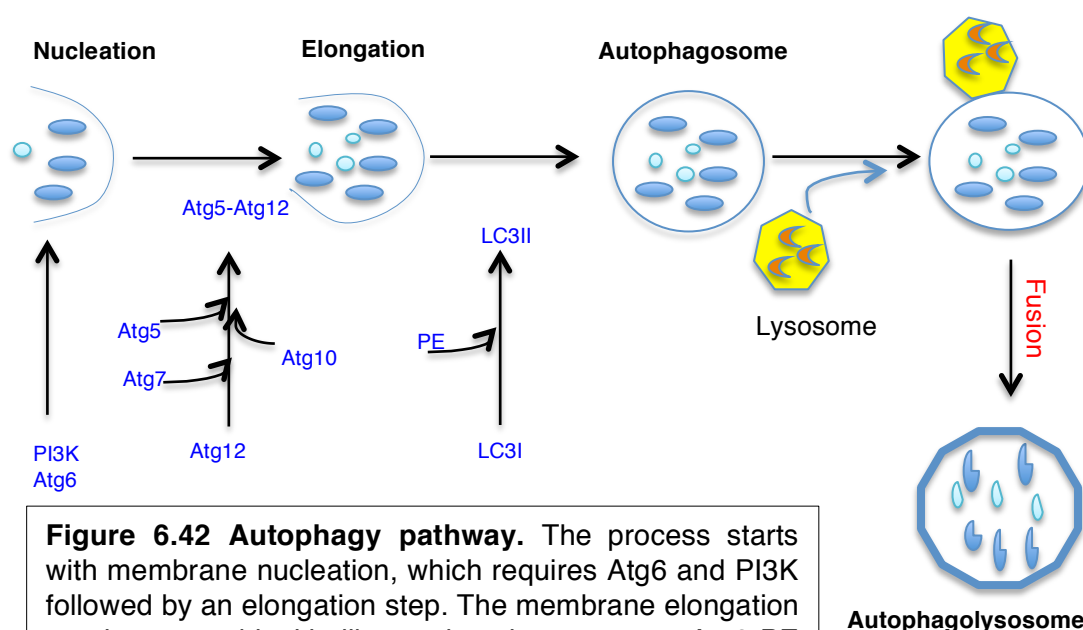 Nucleation
Elongation
Autophagosome
Atg5-Atg12
LC3II
Atg5
Atg10
PE
Atg7
Lysosome
Fusion
PI3K
Atg6
Atg12
LC3I
Figure 6.42 Autophagy pathway. The process starts
with membrane nucleation, which requires Atg6 and PI3K
followed by an elongation step. The membrane elongation
Autophagolysosome